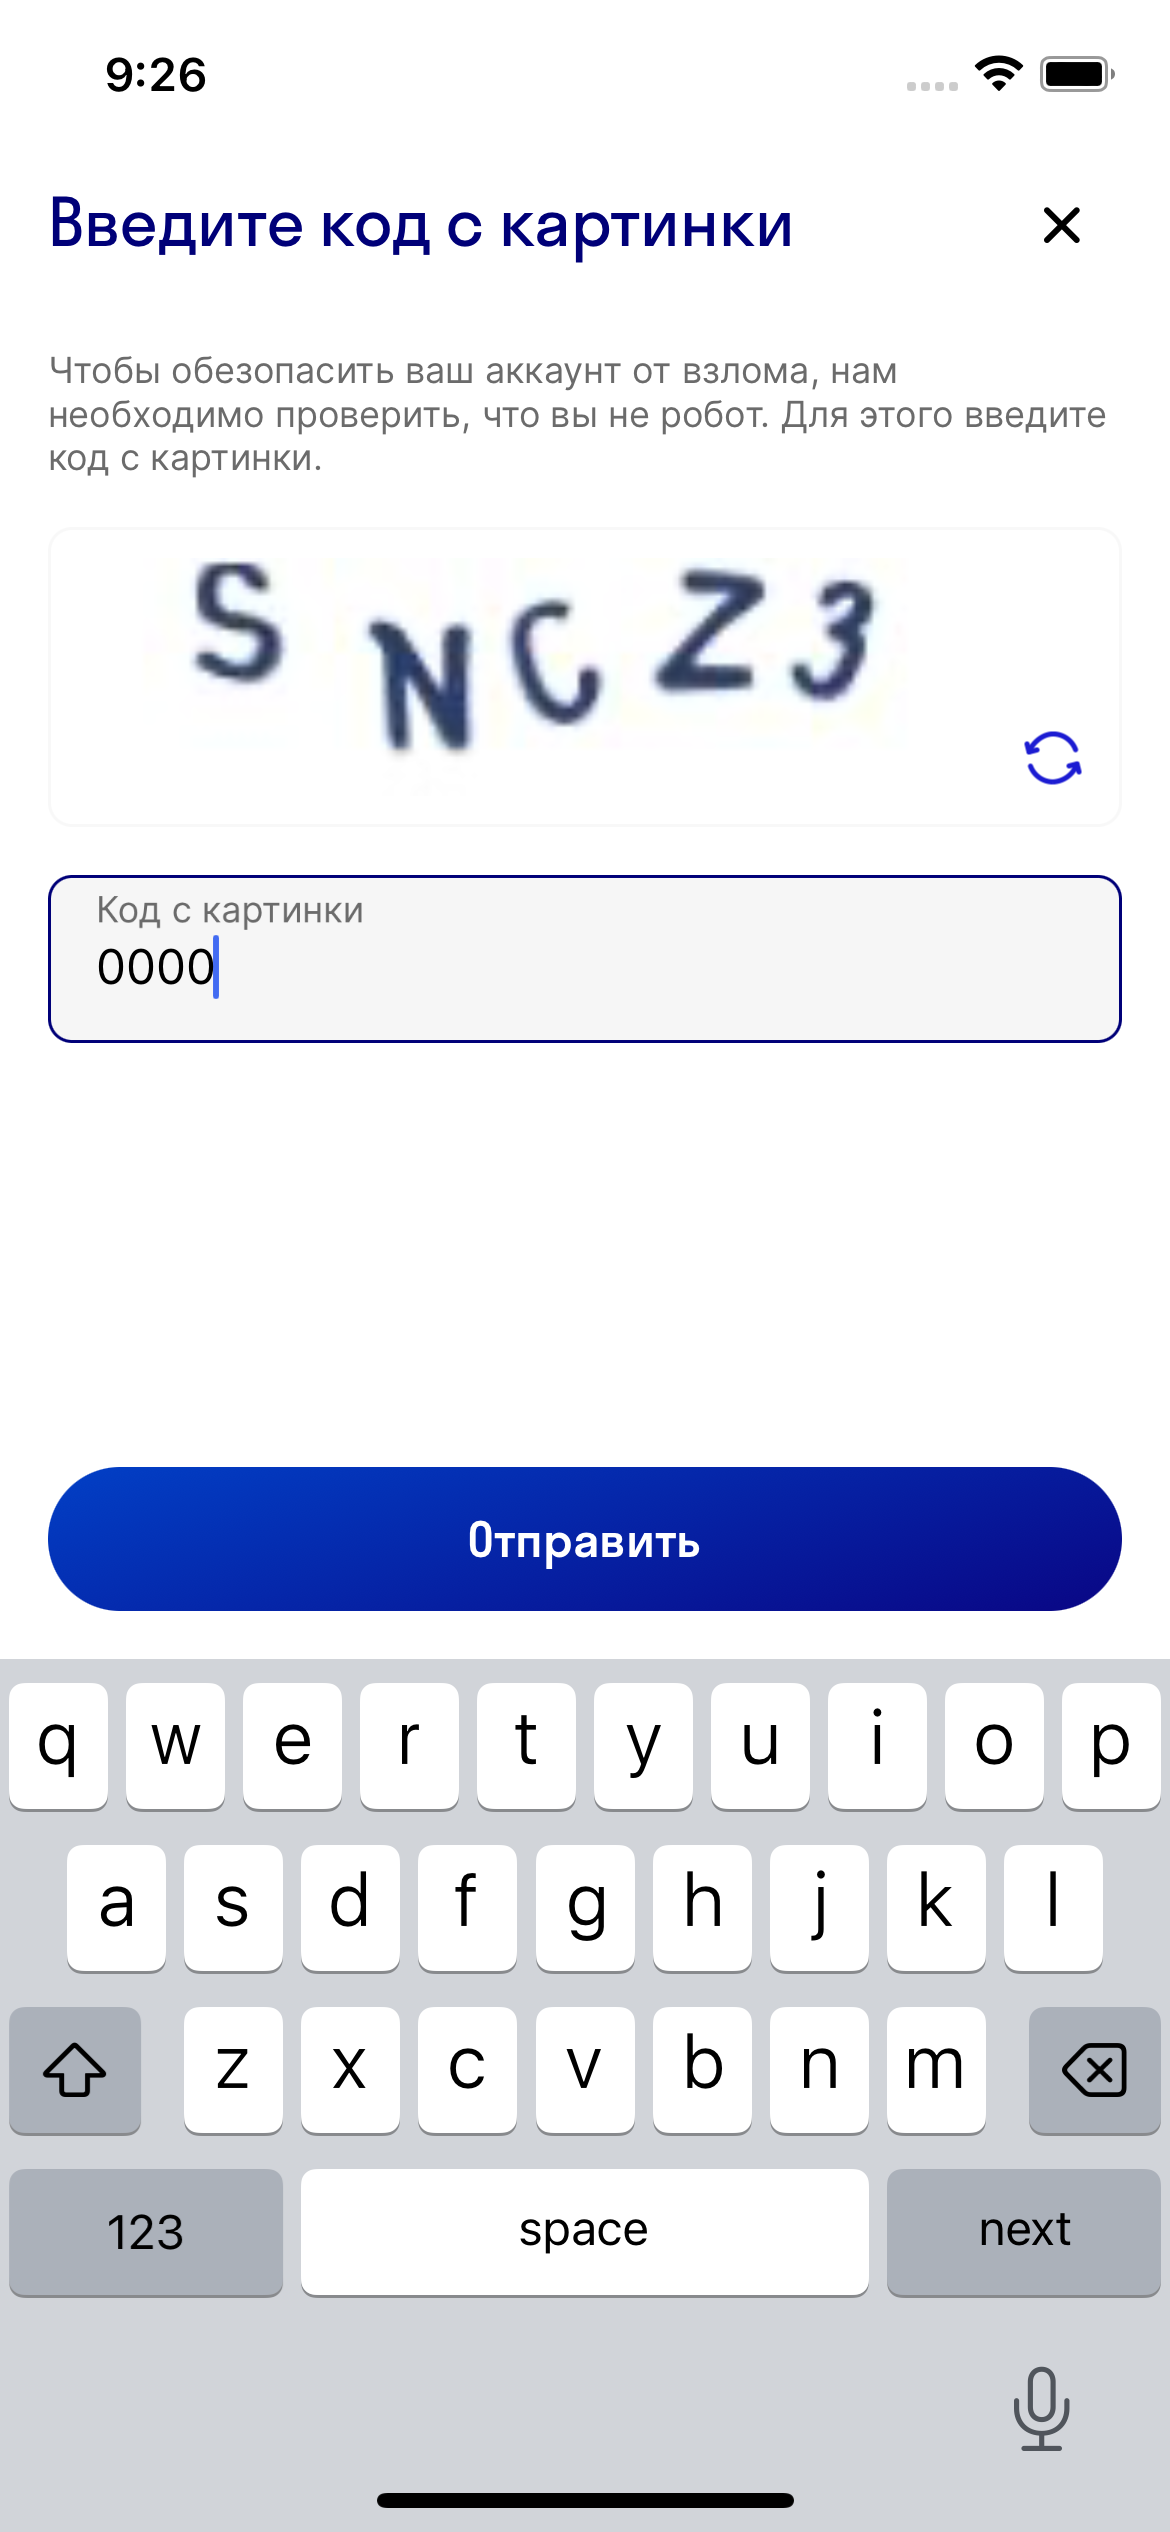 9:26
Введите код с картинки
Чтобы обезопасить ваш аккаунт от взлома, нам
необходимо проверить, что вы не робот. Для этого введите
код с картинки.
S N C Z 3
Код с картинки
0000
Отправить
q w e r t y u i o p
a s d f g h j k l
z x c v b n m
123 space next